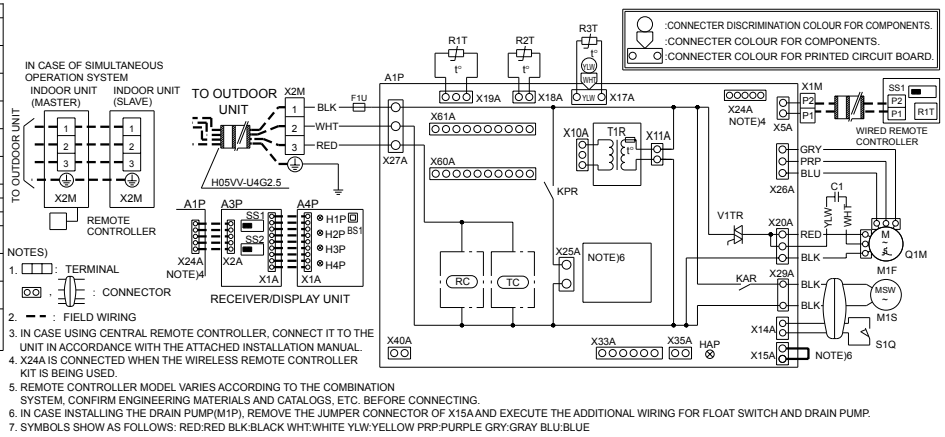 :CONNECTER DISCRIMINATION COLOUR FOR COMPONENTS.
:CONNECTER COLOUR FOR COMPONENTS.
:CONNECTER COLOUR FOR PRINTED CIRCUIT BOARD.
IN CASE OF SIMULTANEOUS
OPERATION SYSTEM
INDOOR UNIT
(MASTER)
INDOOR UNIT
(SLAVE)
TO OUTDOOR UNIT
1
2
3
X2M
1
2
3
X2M
REMOTE
CONTROLLER
TO OUTDOOR
UNIT
X2M
1
2
3
BLK
WHT
RED
F1U
H05VV-U4G2.5
X27A
A1P
R1T
t°
X19A
R2T
t°
X18A
R3T
t°
YLW
WHT
YLW
X17A
X61A
X60A
X10A
T1R
t°
X11A
KPR
X25A
NOTE)6
RC
TC
X40A
X33A
X35A
HAP
V1TR
KAR
X24A
NOTE)4
X1M
P2
P1
X5A
SS1
P2
P1
R1T
WIRED REMOTE
CONTROLLER
GRY
PRP
BLU
X26A
C1
YLW
WHT
X20A
RED
BLK
M
~
Q1M
M1F
X29A
BLK
BLK
MSW
~
M1S
X14A
S1Q
X15A
NOTE)6
A1P
X24A
NOTE)4
A3P
SS1
SS2
X2A
X1A
A4P
H1P
H2P
H3P
H4P
BS1
X1A
RECEIVER/DISPLAY UNIT
NOTES)
1. : TERMINAL
, : CONNECTOR
2. : FIELD WIRING
3. IN CASE USING CENTRAL REMOTE CONTROLLER, CONNECT IT TO THE
UNIT IN ACCORDANCE WITH THE ATTACHED INSTALLATION MANUAL.
4. X24A IS CONNECTED WHEN THE WIRELESS REMOTE CONTROLLER
KIT IS BEING USED.
5. REMOTE CONTROLLER MODEL VARIES ACCORDING TO THE COMBINATION
SYSTEM, CONFIRM ENGINEERING MATERIALS AND CATALOGS, ETC. BEFORE CONNECTING.
6. IN CASE INSTALLING THE DRAIN PUMP(M1P), REMOVE THE JUMPER CONNECTOR OF X15A AND EXECUTE THE ADDITIONAL WIRING FOR FLOAT SWITCH AND DRAIN PUMP.
7. SYMBOLS SHOW AS FOLLOWS: RED:RED BLK:BLACK WHT:WHITE YLW:YELLOW PRP:PURPLE GRY:GRAY BLU:BLUE